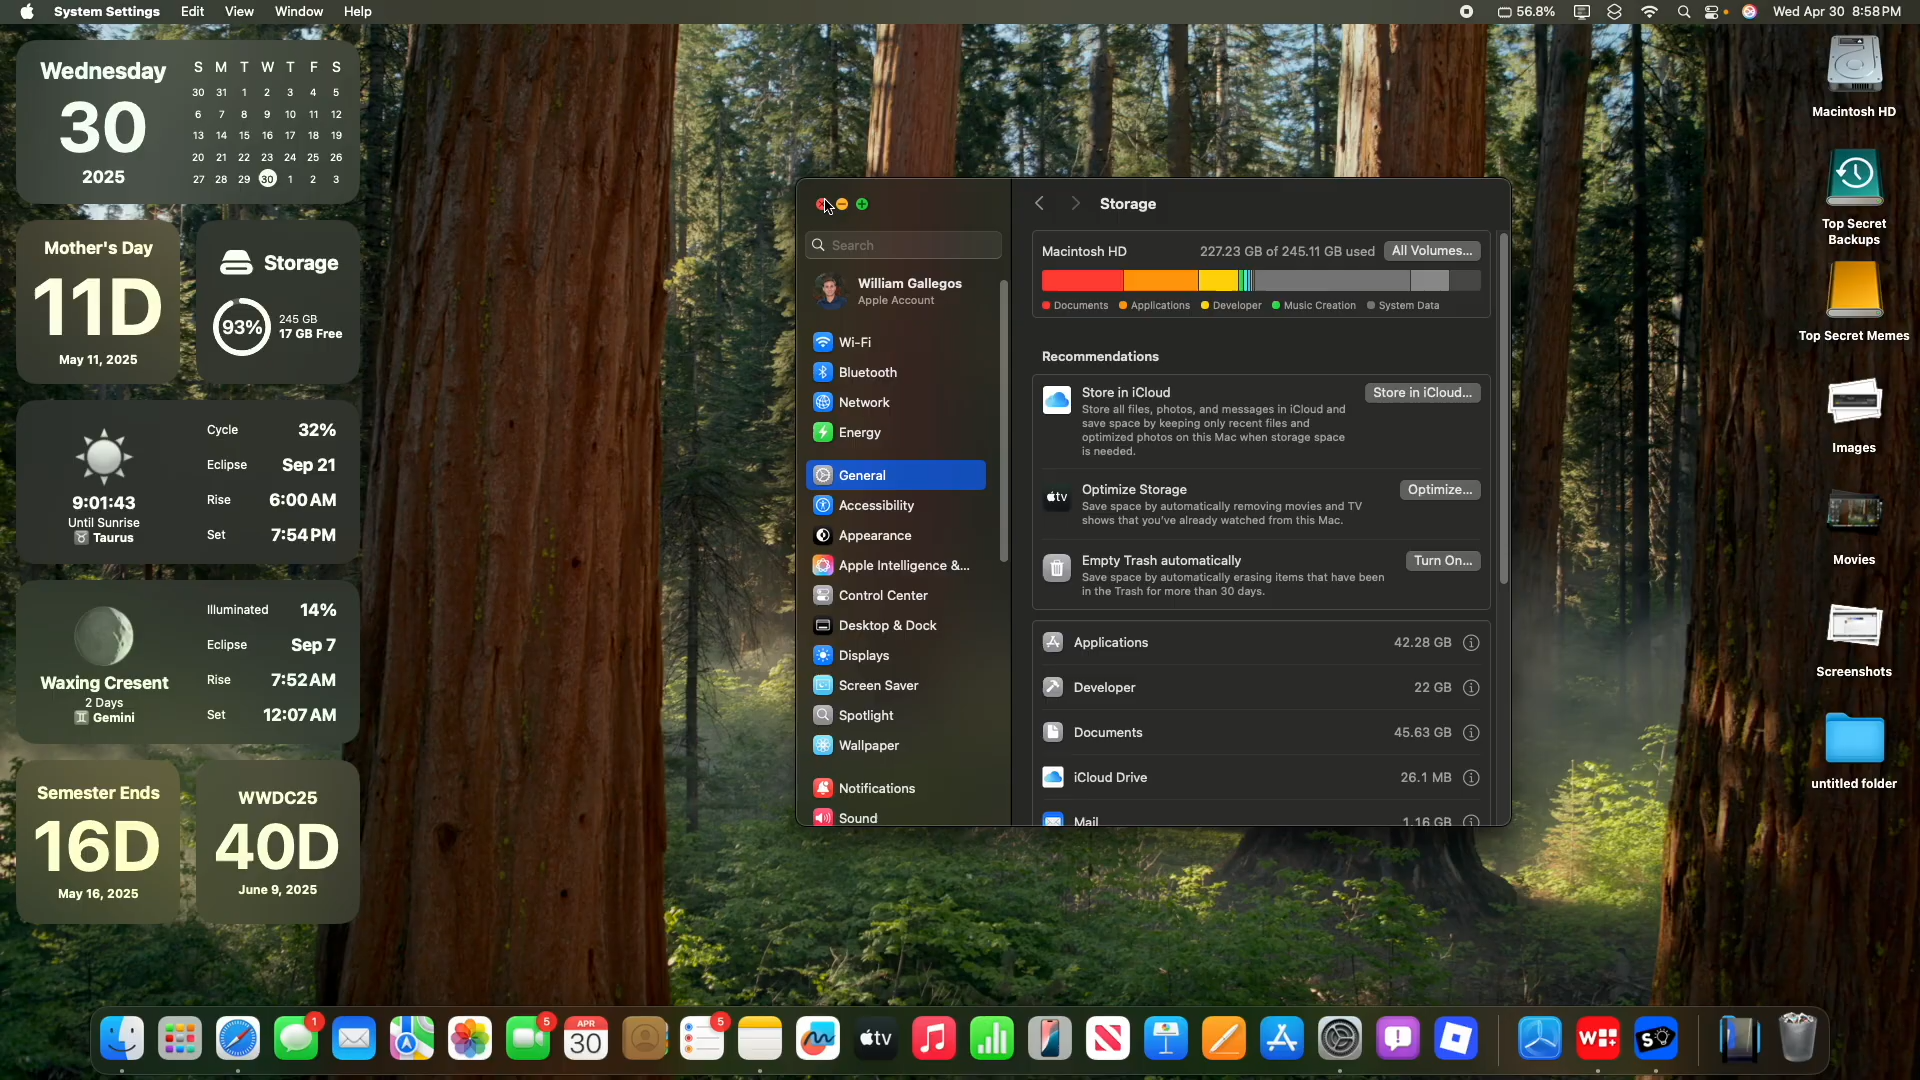 System Settings Edit View Window Help
56.8% Wed Apr 30 8:58 PM
Wednesday
30
2025
S M T W T F S
30 31 1 2 3 4 5
6 7 8 9 10 11 12
13 14 15 16 17 18 19
20 21 22 23 24 25 26
27 28 29 30 1 2 3
Mother's Day
11D
May 11, 2025
Storage
93%
245 GB
17 GB Free
9:01:43
Until Sunrise
Taurus
Cycle 32%
Eclipse Sep 21
Rise 6:00 AM
Set 7:54 PM
Waxing Cresent
2 Days
Gemini
Illuminated 14%
Eclipse Sep 7
Rise 7:52 AM
Set 12:07 AM
Semester Ends
16D
May 16, 2025
WWDC25
40D
June 9, 2025
Search
William Gallegos
Apple Account
Wi-Fi
Bluetooth
Network
Energy
General
Accessibility
Appearance
Apple Intelligence &...
Control Center
Desktop & Dock
Displays
Screen Saver
Spotlight
Wallpaper
Notifications
Sound
Storage
Macintosh HD 227.23 GB of 245.11 GB used All Volumes...
Documents Applications Developer Music Creation System Data
Recommendations
Store in iCloud Store in iCloud...
Store all files, photos, and messages in iCloud and
save space by keeping only recent files and
optimized photos on this Mac when storage space
is needed.
tv
Optimize Storage Optimize...
Save space by automatically removing movies and TV
shows that you've already watched from this Mac.
Empty Trash automatically Turn On...
Save space by automatically erasing items that have been
in the Trash for more than 30 days.
Applications 42.28 GB
Developer 22 GB
Documents 45.63 GB
iCloud Drive 26.1 MB
Mail 1.16 GB
Macintosh HD
Top Secret
Backups
Top Secret Memes
Images
Movies
Screenshots
untitled folder
1
5
APR
30
5
tv
W
S